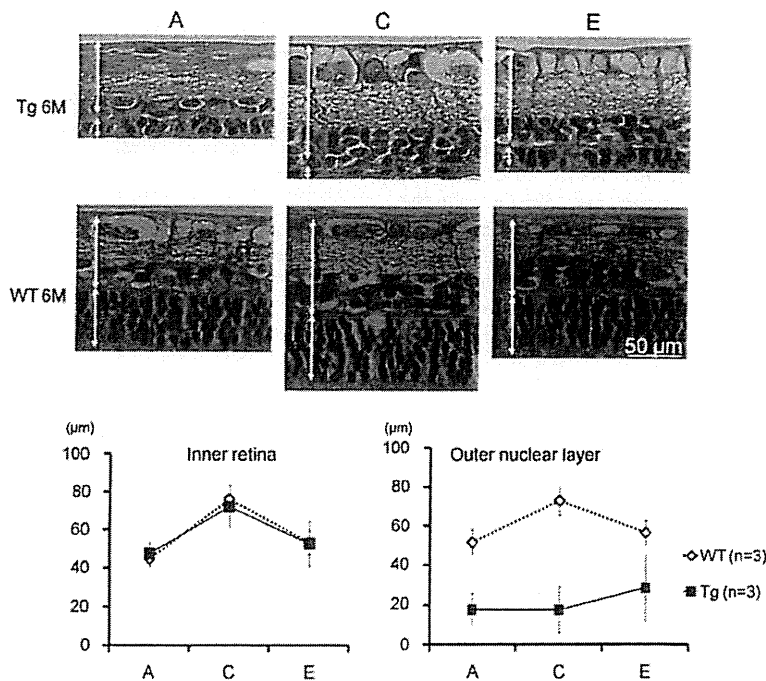 A C E
Tg 6M
WT 6M
50 µm
(µm) (µm)
Inner retina Outer nuclear layer
100 100
80 80
60 60
40 40
20 20
0 0
WT (n=3)
Tg (n=3)
A C E A C E